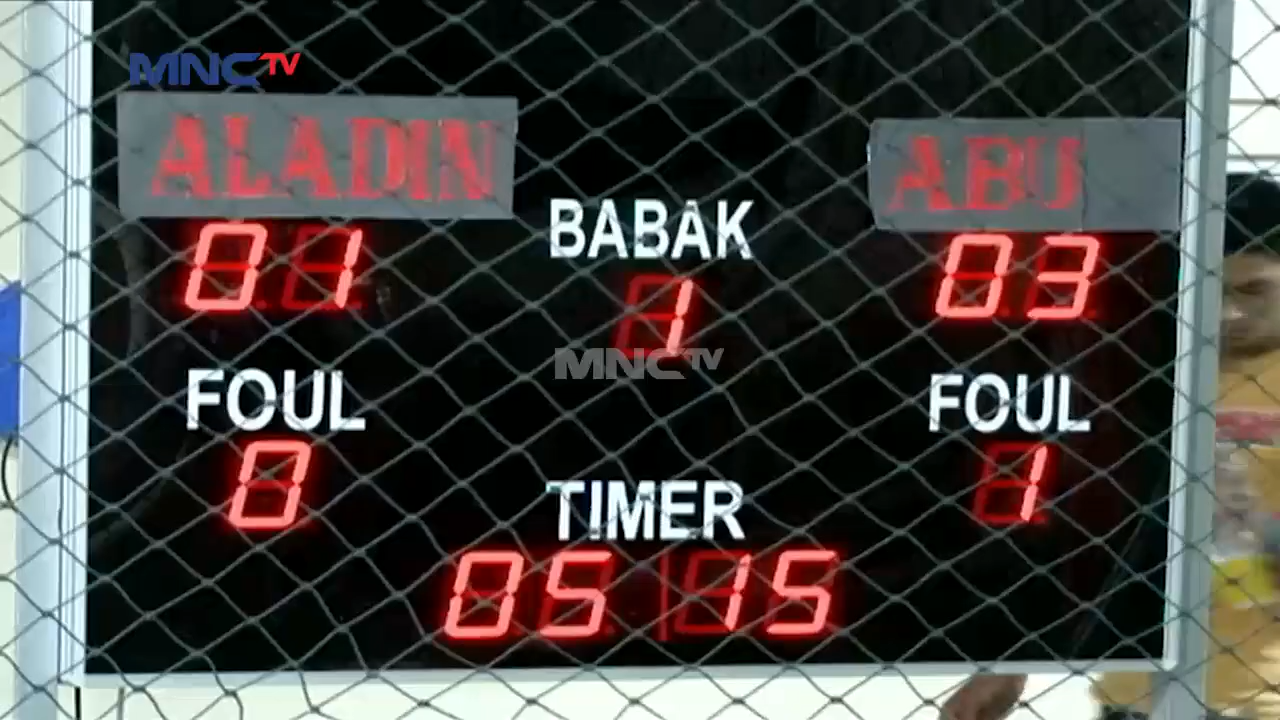 MNCTV
ALADIN
ABU
01
BABAK
03
1
MNCTV
FOUL
FOUL
0
1
TIMER
05 15